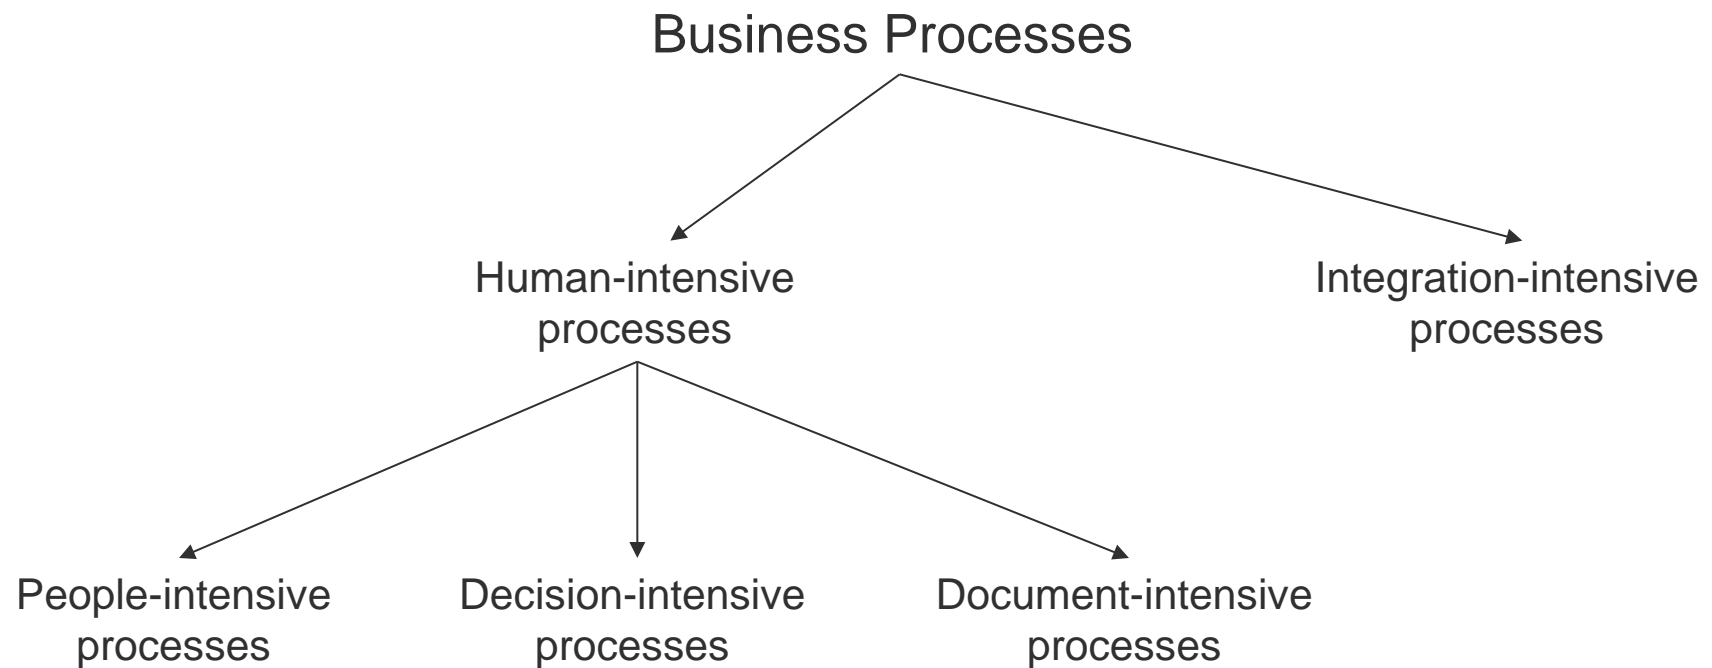 Business Processes
Human-intensive
processes
Integration-intensive
processes
People-intensive
processes
Decision-intensive
processes
Document-intensive
processes